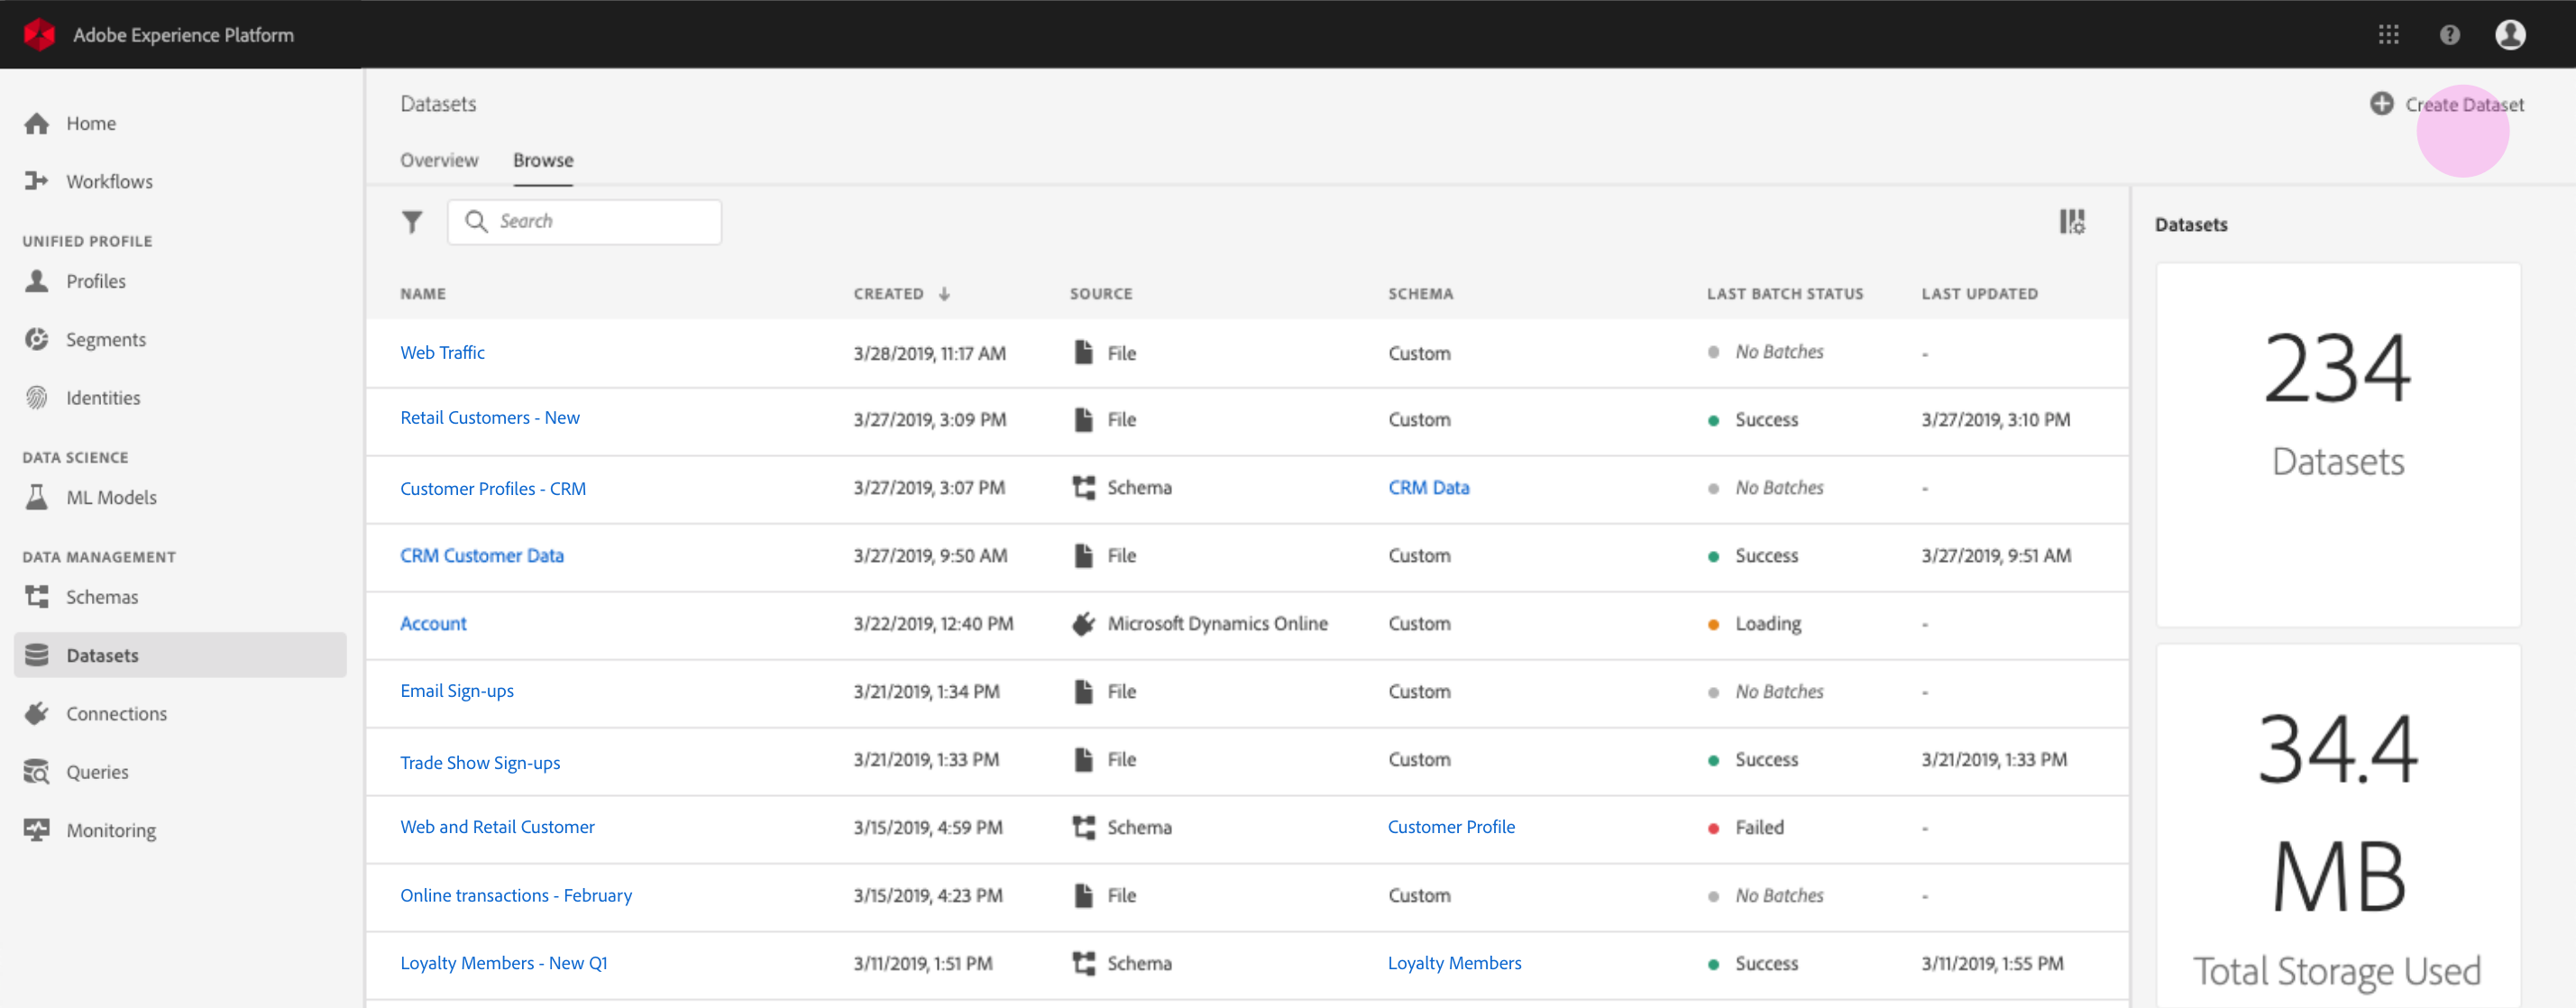 Adobe Experience Platform
?
Home
Workflows
UNIFIED PROFILE
Profiles
Segments
Identities
DATA SCIENCE
ML Models
DATA MANAGEMENT
Schemas
Datasets
Connections
Queries
Monitoring
Datasets
Create Dataset
Overview Browse
Search
NAME CREATED SOURCE SCHEMA LAST BATCH STATUS LAST UPDATED
Web Traffic 3/28/2019, 11:17 AM File Custom No Batches -
Retail Customers - New 3/27/2019, 3:09 PM File Custom Success 3/27/2019, 3:10 PM
Customer Profiles - CRM 3/27/2019, 3:07 PM Schema CRM Data No Batches -
CRM Customer Data 3/27/2019, 9:50 AM File Custom Success 3/27/2019, 9:51 AM
Account 3/22/2019, 12:40 PM Microsoft Dynamics Online Custom Loading -
Email Sign-ups 3/21/2019, 1:34 PM File Custom No Batches -
Trade Show Sign-ups 3/21/2019, 1:33 PM File Custom Success 3/21/2019, 1:33 PM
Web and Retail Customer 3/15/2019, 4:59 PM Schema Customer Profile Failed -
Online transactions - February 3/15/2019, 4:23 PM File Custom No Batches -
Loyalty Members - New Q1 3/11/2019, 1:51 PM Schema Loyalty Members Success 3/11/2019, 1:55 PM
Datasets
234
Datasets
34.4
MB
Total Storage Used